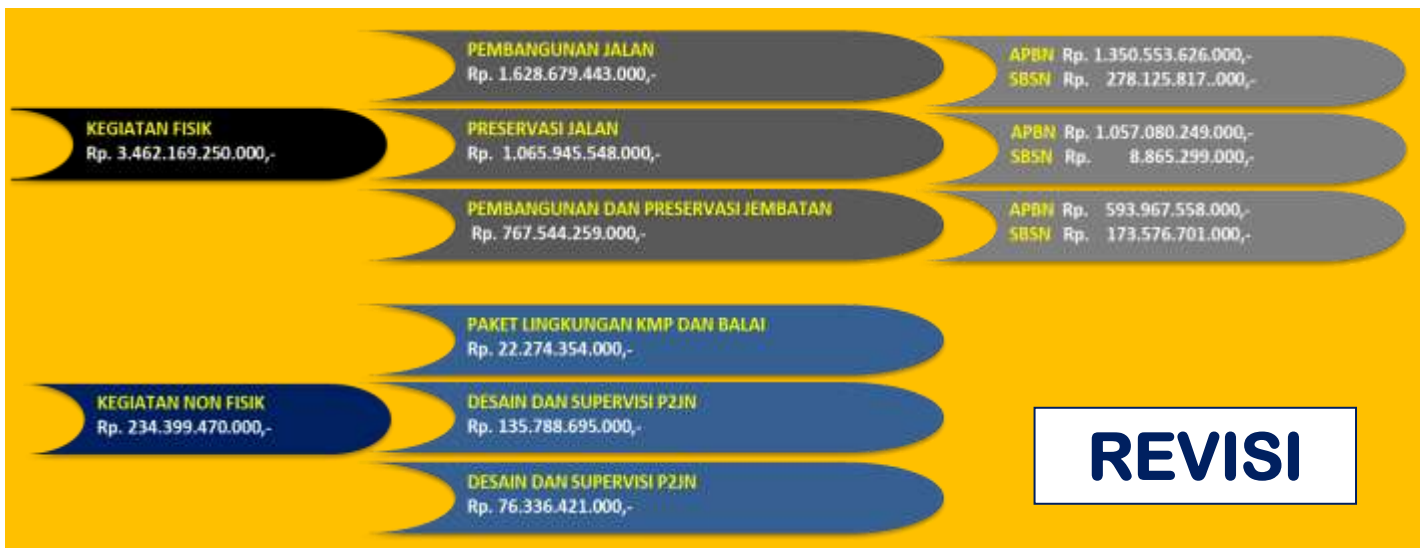 KEGIATAN FISIK
Rp. 3.462.169.250.000,-
PEMBANGUNAN JALAN
Rp. 1.628.679.443.000,-
APBN Rp. 1.350.553.626.000,-
SBSN Rp. 278.125.817..000,-
PRESERVASI JALAN
Rp. 1.065.945.548.000,-
APBN Rp. 1.057.080.249.000,-
SBSN Rp. 8.865.299.000,-
PEMBANGUNAN DAN PRESERVASI JEMBATAN
Rp. 767.544.259.000,-
APBN Rp. 593.967.558.000,-
SBSN Rp. 173.576.701.000,-
KEGIATAN NON FISIK
Rp. 234.399.470.000,-
PAKET LINGKUNGAN KMP DAN BALAI
Rp. 22.274.354.000,-
DESAIN DAN SUPERVISI P2JN
Rp. 135.788.695.000,-
DESAIN DAN SUPERVISI P2JN
Rp. 76.336.421.000,-
REVISI